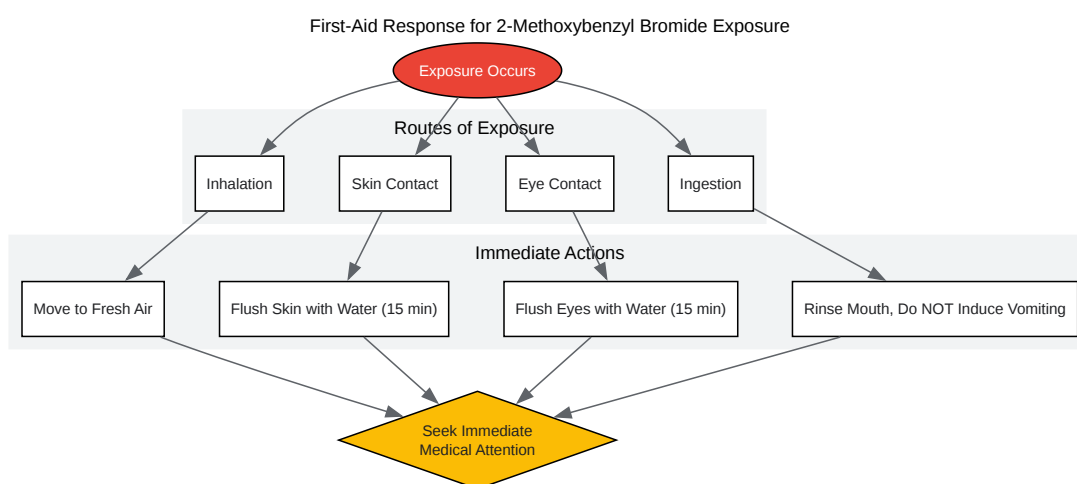 First-Aid Response for 2-Methoxybenzyl Bromide Exposure
Exposure Occurs
Routes of Exposure
Inhalation
Skin Contact
Eye Contact
Ingestion
Immediate Actions
Move to Fresh Air
Flush Skin with Water (15 min)
Flush Eyes with Water (15 min)
Rinse Mouth, Do NOT Induce Vomiting
Seek Immediate
Medical Attention